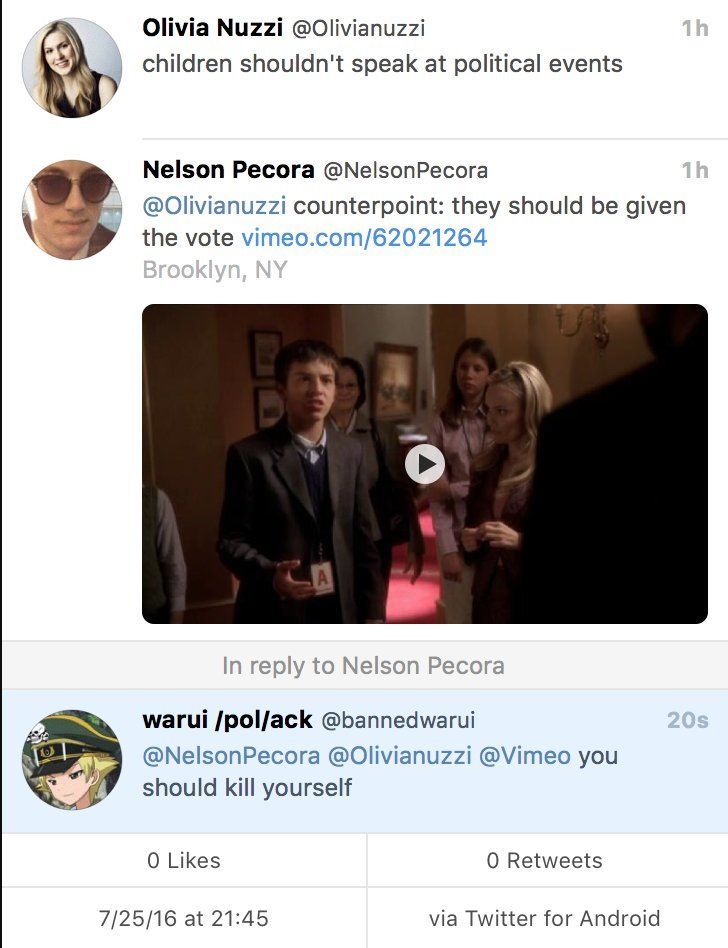 Olivia Nuzzi @Olivianuzzi 1h
children shouldn't speak at political events
Nelson Pecora @NelsonPecora 1h
@Olivianuzzi counterpoint: they should be given
the vote vimeo.com/62021264
Brooklyn, NY
A
In reply to Nelson Pecora
warui /pol/ack @bannedwarui 20s
@NelsonPecora @Olivianuzzi @Vimeo you
should kill yourself
0 Likes 0 Retweets
7/25/16 at 21:45 via Twitter for Android